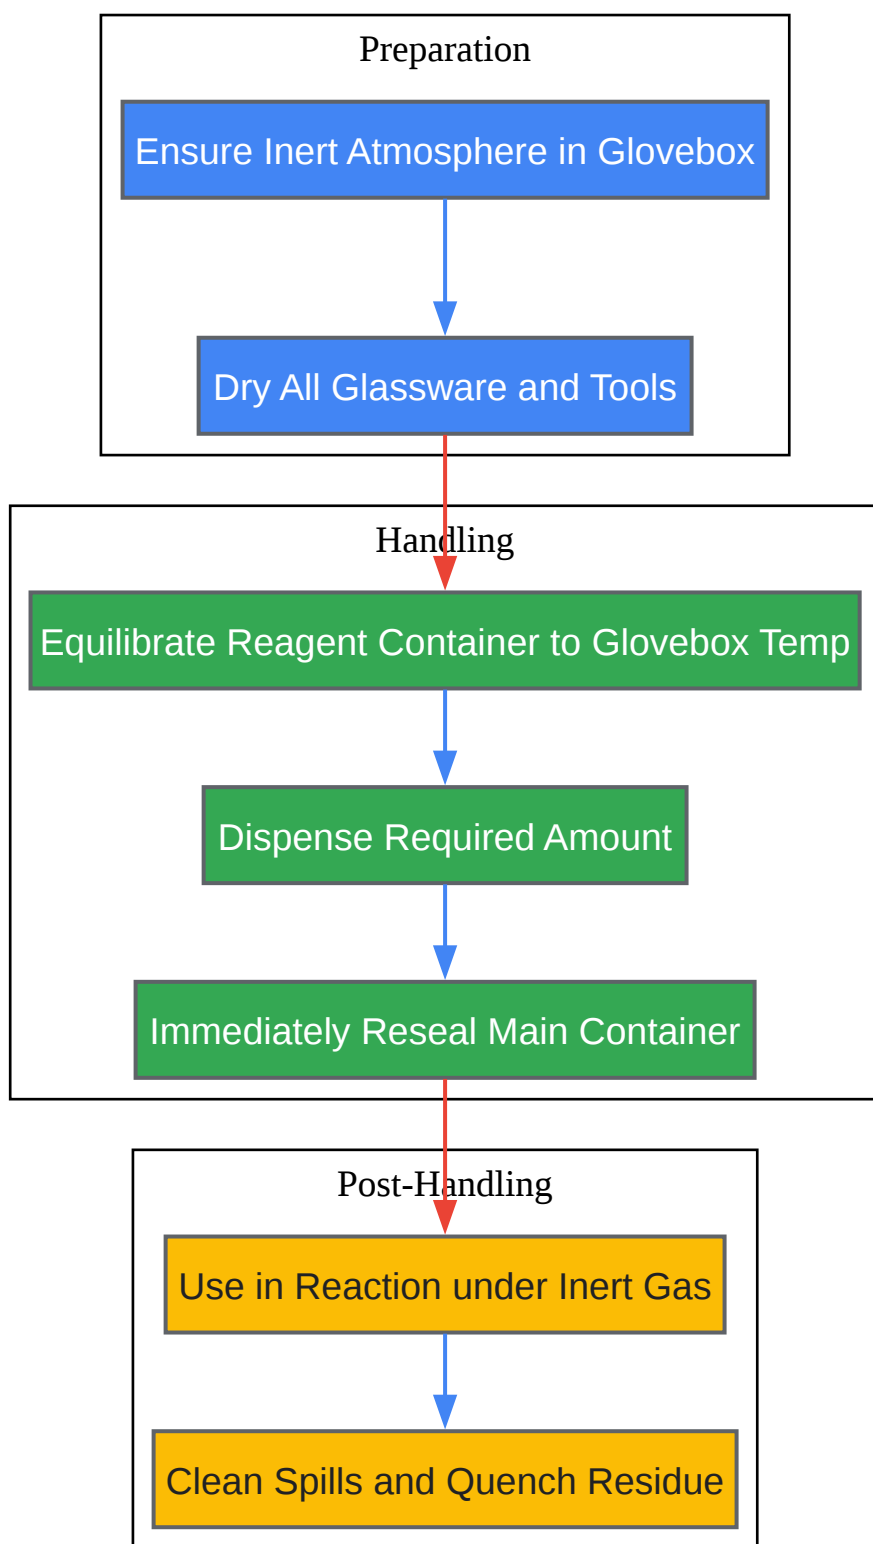 Preparation
Ensure Inert Atmosphere in Glovebox
Dry All Glassware and Tools
Handling
Equilibrate Reagent Container to Glovebox Temp
Dispense Required Amount
Immediately Reseal Main Container
Post-Handling
Use in Reaction under Inert Gas
Clean Spills and Quench Residue